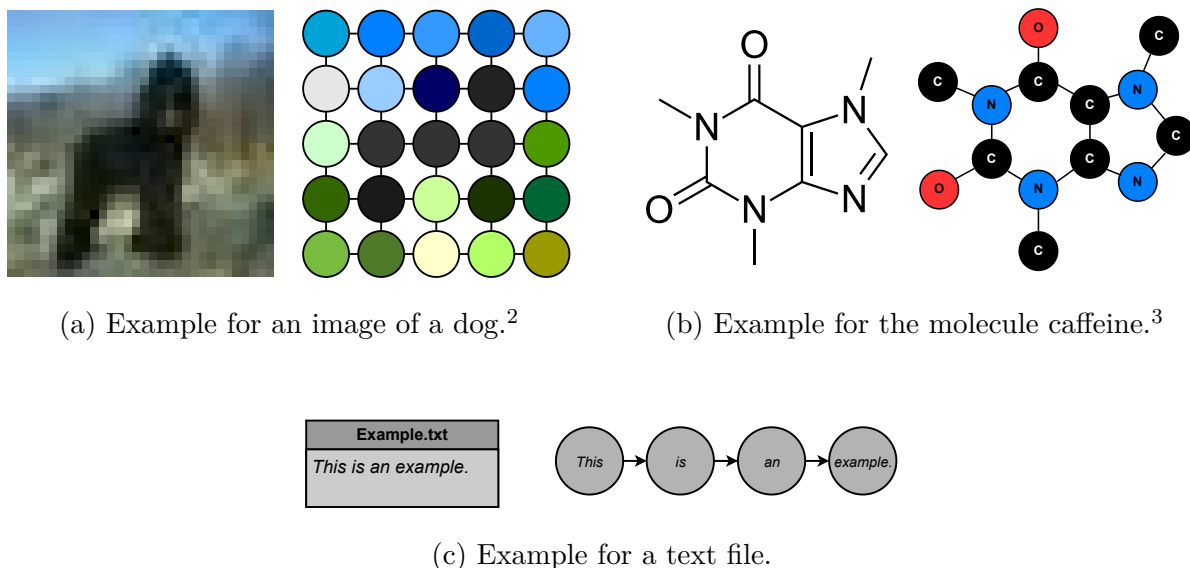 O
N
N
O
N
N
O
C
C
N
N
C
C
C
C
C
O
N
N
C
(a) Example for an image of a dog.²
(b) Example for the molecule caffeine.³
Example.txt
This is an example.
This is an example.
(c) Example for a text file.